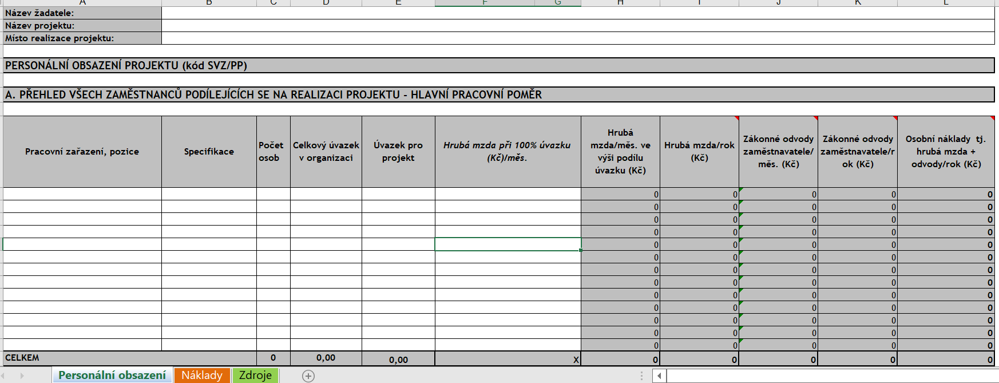 A B C D E F G H I J K L
Název žadatele:
Název projektu:
Místo realizace projektu:
PERSONÁLNÍ OBSAZENÍ PROJEKTU (kód SVZ/PP)
A. PŘEHLED VŠECH ZAMĚSTNANCŮ PODÍLEJÍCÍCH SE NA REALIZACI PROJEKTU - HLAVNÍ PRACOVNÍ POMĚR
Pracovní zařazení, pozice
Specifikace
Počet
osob
Celkový úvazek
v organizaci
Úvazek pro
projekt
Hrubá mzda při 100% úvazku
(Kč)/měs.
Hrubá
mzda/měs. ve
výši podílu
úvazku (Kč)
Hrubá mzda/rok
(Kč)
Zákonné odvody
zaměstnavatele/
měs. (Kč)
Zákonné odvody
zaměstnavatele/r
ok (Kč)
Osobní náklady tj.
hrubá mzda +
odvody/rok (Kč)
0 0 0 0 0
0 0 0 0 0
0 0 0 0 0
0 0 0 0 0
0 0 0 0 0
0 0 0 0 0
0 0 0 0 0
0 0 0 0 0
0 0 0 0 0
0 0 0 0 0
0 0 0 0 0
0 0 0 0 0
0 0 0 0 0
CELKEM 0 0,00 0,00 X 0 0 0 0 0
Personální obsazení Náklady Zdroje